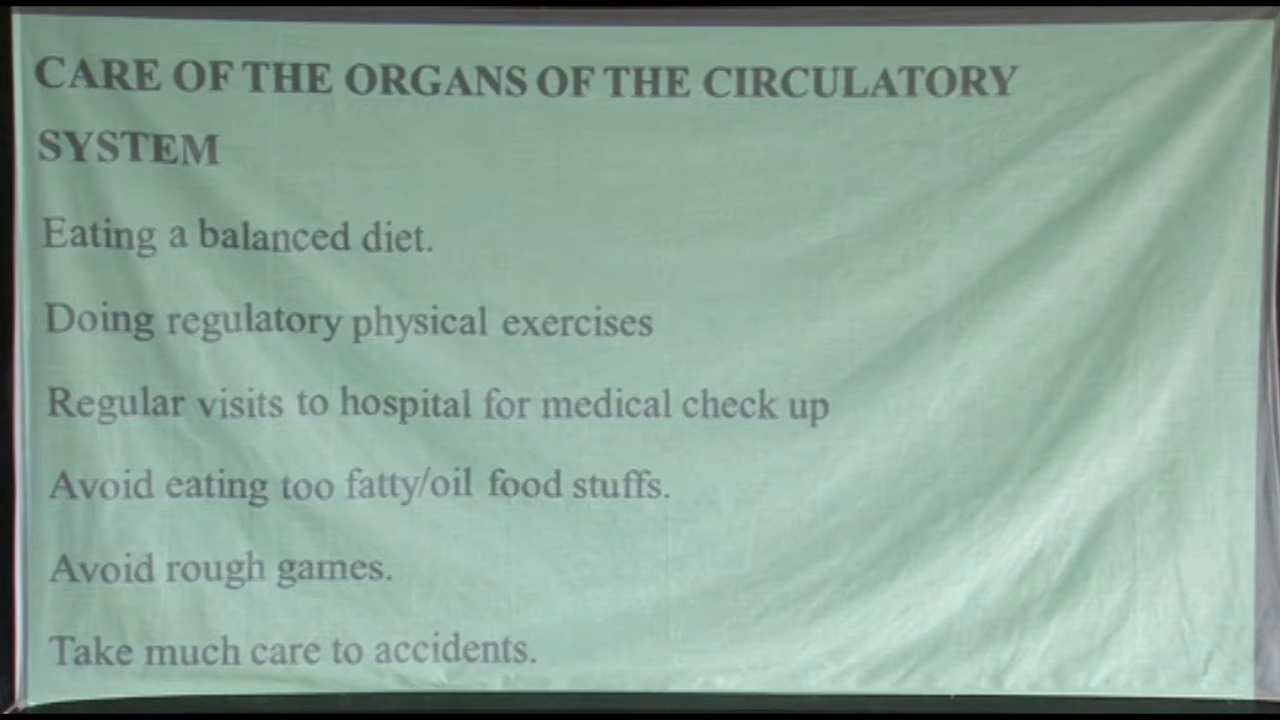 CARE OF THE ORGANS OF THE CIRCULATORY
SYSTEM
Eating a balanced diet.
Doing regulatory physical exercises
Regular visits to hospital for medical check up
Avoid eating too fatty/oil food stuffs.
Avoid rough games.
Take much care to accidents.